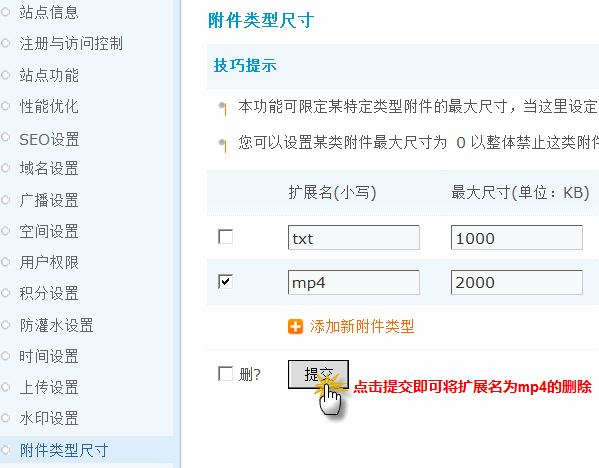 站点信息
注册与访问控制
站点功能
性能优化
SEO设置
域名设置
广播设置
空间设置
用户权限
积分设置
防灌水设置
时间设置
上传设置
水印设置
附件类型尺寸
附件类型尺寸
技巧提示
本功能可限定某特定类型附件的最大尺寸，当这里设定
您可以设置某类附件最大尺寸为 0 以整体禁止这类附件
扩展名(小写) 最大尺寸(单位：KB)
txt 1000
mp4 2000
添加新附件类型
删? 提交
点击提交即可将扩展名为mp4的删除